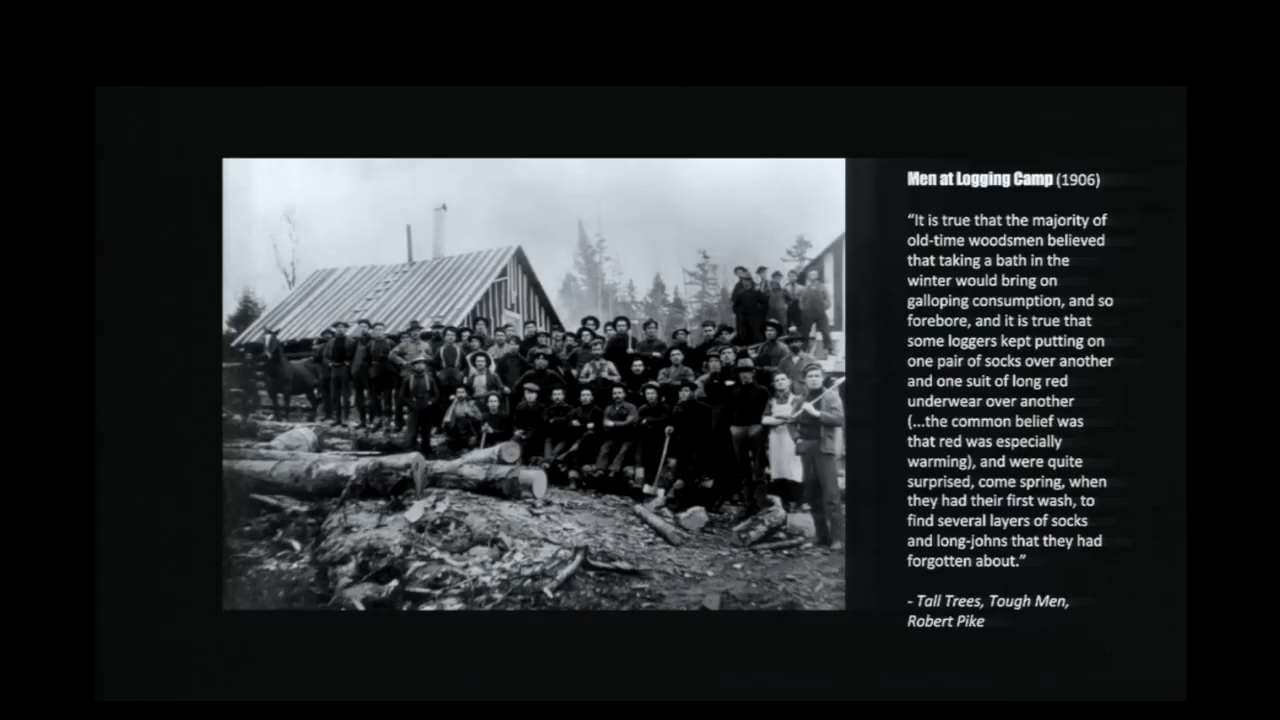 Men at Logging Camp (1906)
“It is true that the majority of
old-time woodsmen believed
that taking a bath in the
winter would bring on
galloping consumption, and so
forebore, and it is true that
some loggers kept putting on
one pair of socks over another
and one suit of long red
underwear over another
(...the common belief was
that red was especially
warming), and were quite
surprised, come spring, when
they had their first wash, to
find several layers of socks
and long-johns that they had
forgotten about.”
- Tall Trees, Tough Men,
Robert Pike